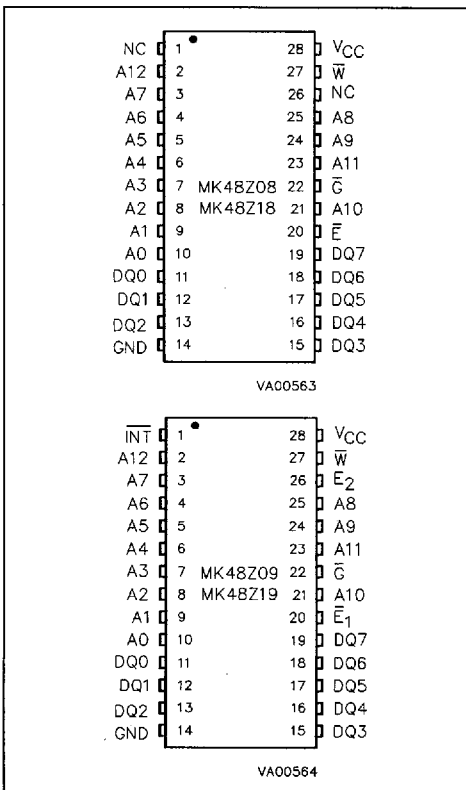 NC 1 28 V_CC
A12 2 27 W̅
A7 3 26 NC
A6 4 25 A8
A5 5 24 A9
A4 6 23 A11
A3 7 MK48Z08 22 G̅
A2 8 MK48Z18 21 A10
A1 9 20 E̅
A0 10 19 DQ7
DQ0 11 18 DQ6
DQ1 12 17 DQ5
DQ2 13 16 DQ4
GND 14 15 DQ3
VA00563
I̅N̅T̅ 1 28 V_CC
A12 2 27 W̅
A7 3 26 E₂
A6 4 25 A8
A5 5 24 A9
A4 6 23 A11
A3 7 MK48Z09 22 G̅
A2 8 MK48Z19 21 A10
A1 9 20 E̅₁
A0 10 19 DQ7
DQ0 11 18 DQ6
DQ1 12 17 DQ5
DQ2 13 16 DQ4
GND 14 15 DQ3
VA00564